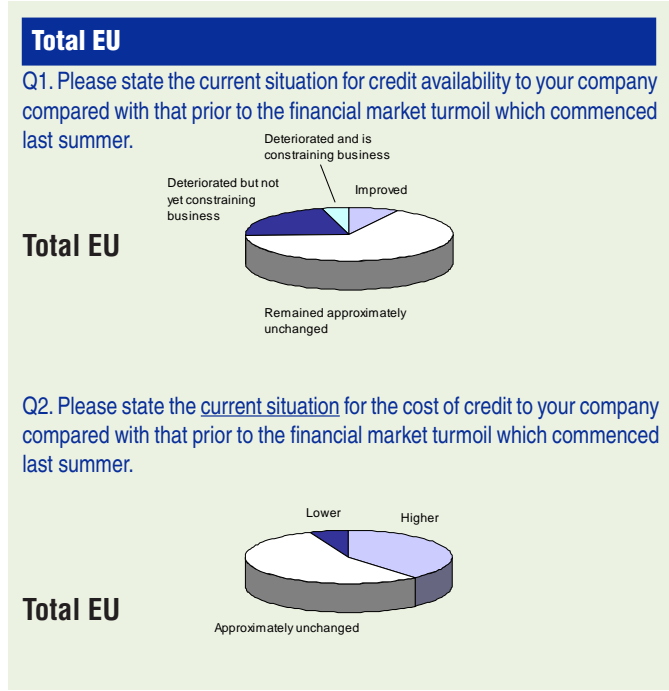 Total EU
Q1. Please state the current situation for credit availability to your company
compared with that prior to the financial market turmoil which commenced
last summer.
Deteriorated and is
constraining business
Deteriorated but not
yet constraining
business
Improved
Total EU
Remained approximately
unchanged
Q2. Please state the current situation for the cost of credit to your company
compared with that prior to the financial market turmoil which commenced
last summer.
Lower
Higher
Total EU
Approximately unchanged